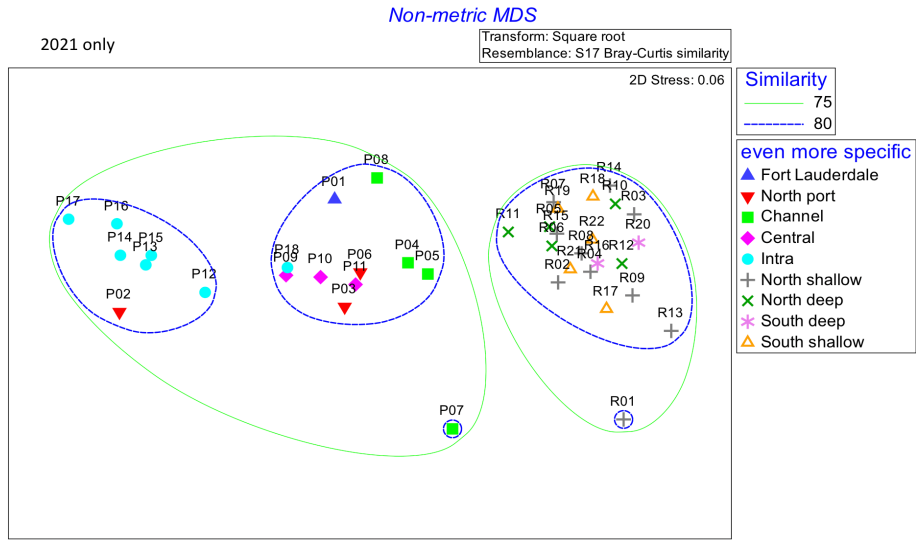 Non-metric MDS
2021 only
Transform: Square root
Resemblance: S17 Bray-Curtis similarity
2D Stress: 0.06
Similarity
75
80
even more specific
Fort Lauderdale
North port
Channel
Central
Intra
North shallow
North deep
South deep
South shallow
P08
P01
P17
P16
P14
P15
P13
P12
P02
P18
P09
P10
P06
P11
P03
P04
P05
P07
R14
R18
R10
R07
R19
R03
R05
R11
R15
R06
R22
R20
R08
R16
R12
R21
R04
R02
R09
R17
R13
R01